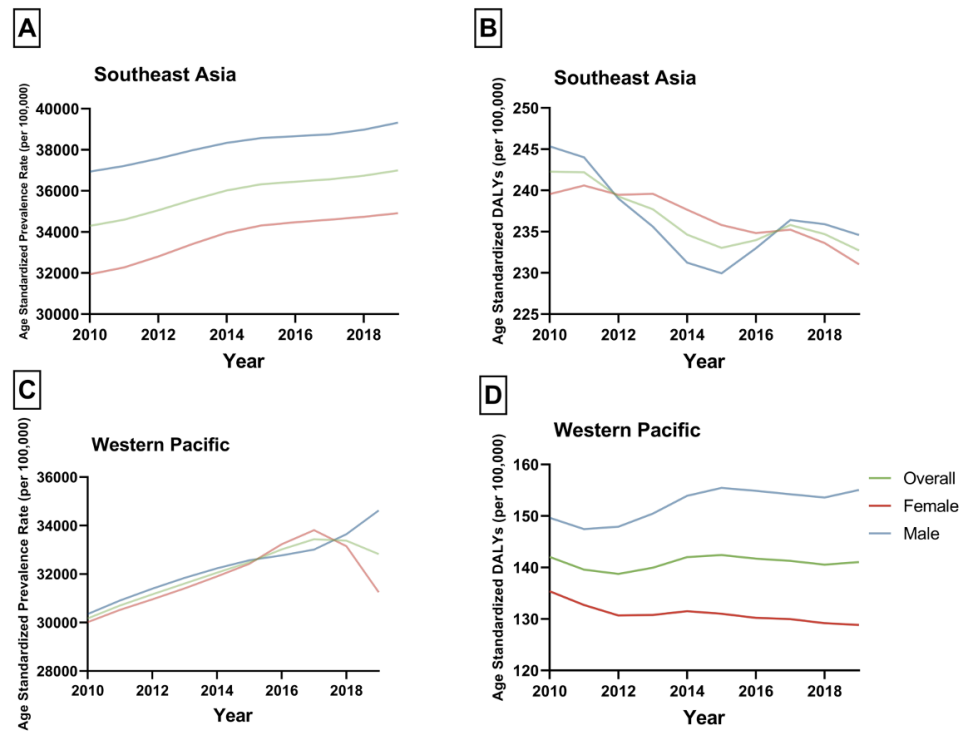 A
Southeast Asia
Age Standardized Prevalence Rate (per 100,000)
40000
38000
36000
34000
32000
30000
2010 2012 2014 2016 2018
Year
B
Southeast Asia
Age Standardized DALYs (per 100,000)
250
245
240
235
230
225
2010 2012 2014 2016 2018
Year
C
Western Pacific
Age Standardized Prevalence Rate (per 100,000)
36000
34000
32000
30000
28000
2010 2012 2014 2016 2018
Year
D
Western Pacific
Age Standardized DALYs (per 100,000)
160
150
140
130
120
2010 2012 2014 2016 2018
Year
Overall
Female
Male